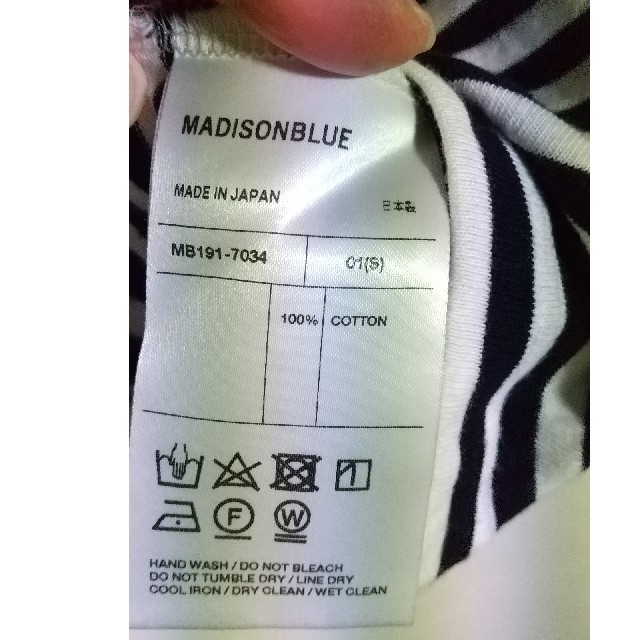 MADISONBLUE
MADE IN JAPAN 日本製
MB191-7034 01(S)
100% COTTON
F W
HAND WASH / DO NOT BLEACH
DO NOT TUMBLE DRY / LINE DRY
COOL IRON / DRY CLEAN / WET CLEAN